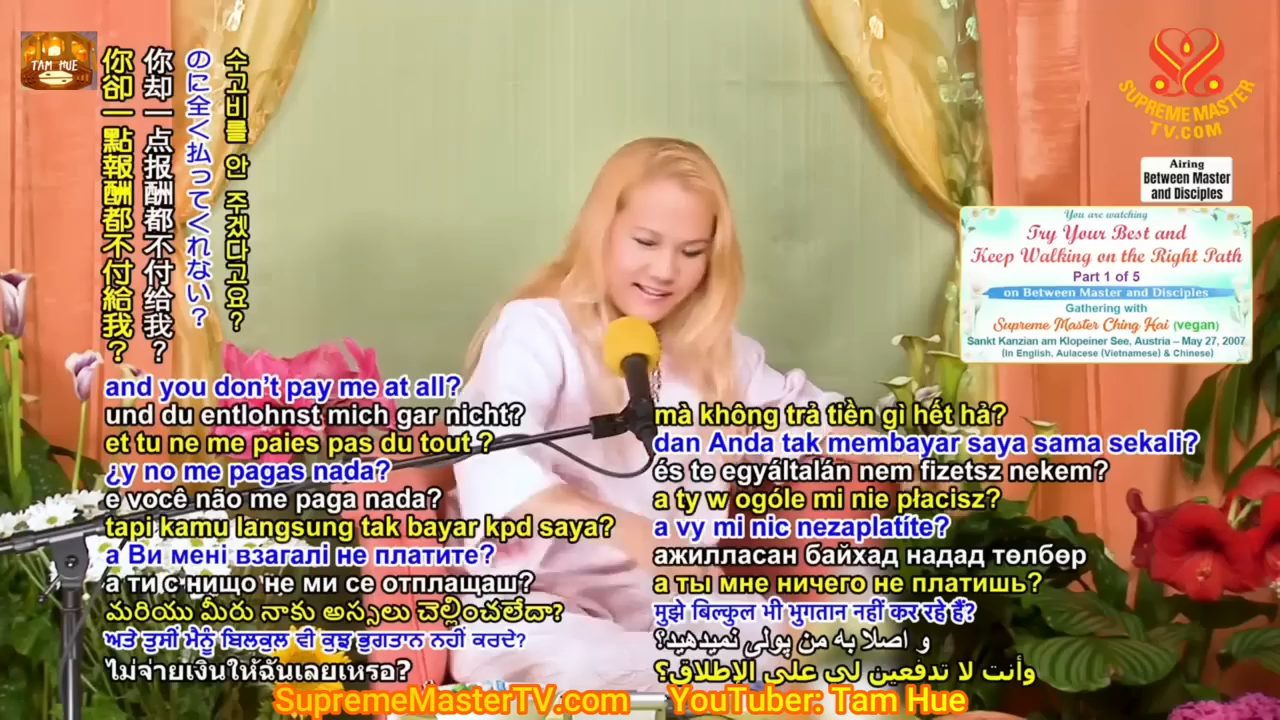 TAM HUE
你卻一點報酬都不付給我？
你却一点报酬都不付给我？
のに全く払ってくれない？
수고비를 안 주겠다고요?
SUPREME MASTER
TV.COM
Airing
Between Master
and Disciples
You are watching
Try Your Best and
Keep Walking on the Right Path
Part 1 of 5
on Between Master and Disciples
Gathering with
Supreme Master Ching Hai (vegan)
Sankt Kanzian am Klopeiner See, Austria – May 27, 2007
(In English, Aulacese (Vietnamese) & Chinese)
and you don't pay me at all?
und du entlohnst mich gar nicht?
et tu ne me paies pas du tout ?
¿y no me pagas nada?
e você não me paga nada?
tapi kamu langsung tak bayar kpd saya?
а Ви мені взагалі не платите?
а ти с нищо не ми се отплащаш?
మరియు మీరు నాకు అస్సలు చెల్లించలేదా?
ਅਤੇ ਤੁਸੀਂ ਮੈਨੂੰ ਬਿਲਕੁਲ ਵੀ ਕੁਝ ਭੁਗਤਾਨ ਨਹੀਂ ਕਰਦੇ?
ไม่จ่ายเงินให้ฉันเลยเหรอ?
mà không trả tiền gì hết hả?
dan Anda tak membayar saya sama sekali?
és te egyáltalán nem fizetsz nekem?
a ty w ogóle mi nie płacisz?
a vy mi nic nezaplatíte?
ажилласан байхад надад төлбөр
а ты мне ничего не платишь?
मुझे बिल्कुल भी भुगतान नहीं कर रहे हैं?
و اصلا به من پولی نمیدهید؟
وأنت لا تدفعين لي على الإطلاق؟
SupremeMasterTV.com YouTuber: Tam Hue